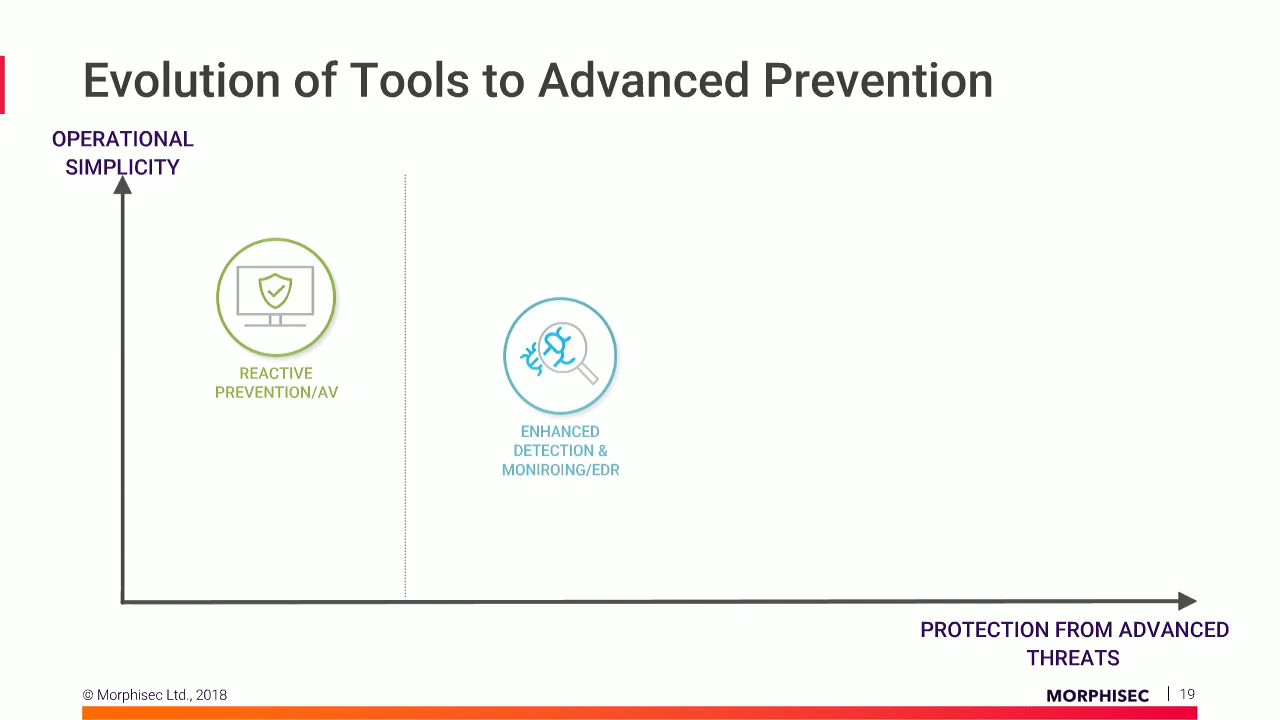 Evolution of Tools to Advanced Prevention
OPERATIONAL
SIMPLICITY
REACTIVE
PREVENTION/AV
ENHANCED
DETECTION &
MONIROING/EDR
PROTECTION FROM ADVANCED
THREATS
© Morphisec Ltd., 2018
MORPHISEC | 19